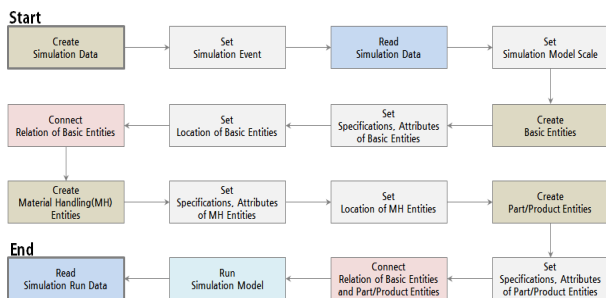 Start
Create
Simulation Data
Set
Simulation Event
Read
Simulation Data
Set
Simulation Model Scale
Create
Basic Entities
Set
Specifications, Attributes
of Basic Entities
Set
Location of Basic Entities
Connect
Relation of Basic Entities
Create
Material Handling(MH)
Entities
Set
Specifications, Attributes
of MH Entities
Set
Location of MH Entities
Create
Part/Product Entities
Set
Specifications, Attributes
of Part/Product Entities
Connect
Relation of Basic Entities
and Part/Product Entities
Run
Simulation Model
End
Read
Simulation Run Data